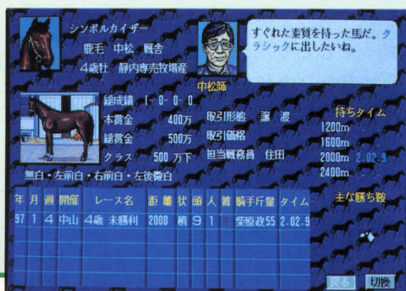 シンボルカイザー
鹿毛 中松 厩舎
4歳牡 静内専売牧場産
すぐれた素質を持った馬だ。ク
ラシックに出したいね。
中松師
総成績 1-0-0-0
本賞金 400万
総賞金 500万
クラス 500 万下
取引形態 譲渡
取引価格
担当厩務員 住田
持ちタイム
1200m
1600m
2000m 2.02.9
2400m
無白・左前白・右前白・左後微白
年 月 週 開催 レース名 距離 状 頭 人 着 騎手斤量 タイム
97 1 4 中山 4歳 未勝利 2000 稍 9 1 1 柴原政55 2.02.9
主な勝ち鞍
戻る 切換